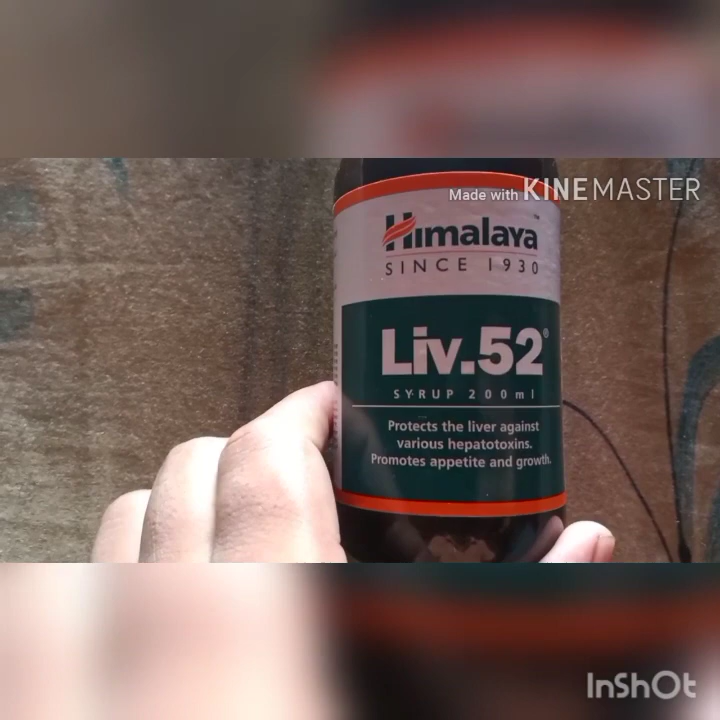 Made with KINEMASTER
Himalaya™
SINCE 1930
Liv.52®
SYRUP 200ml
Protects the liver against
various hepatotoxins.
Promotes appetite and growth.
InShOt